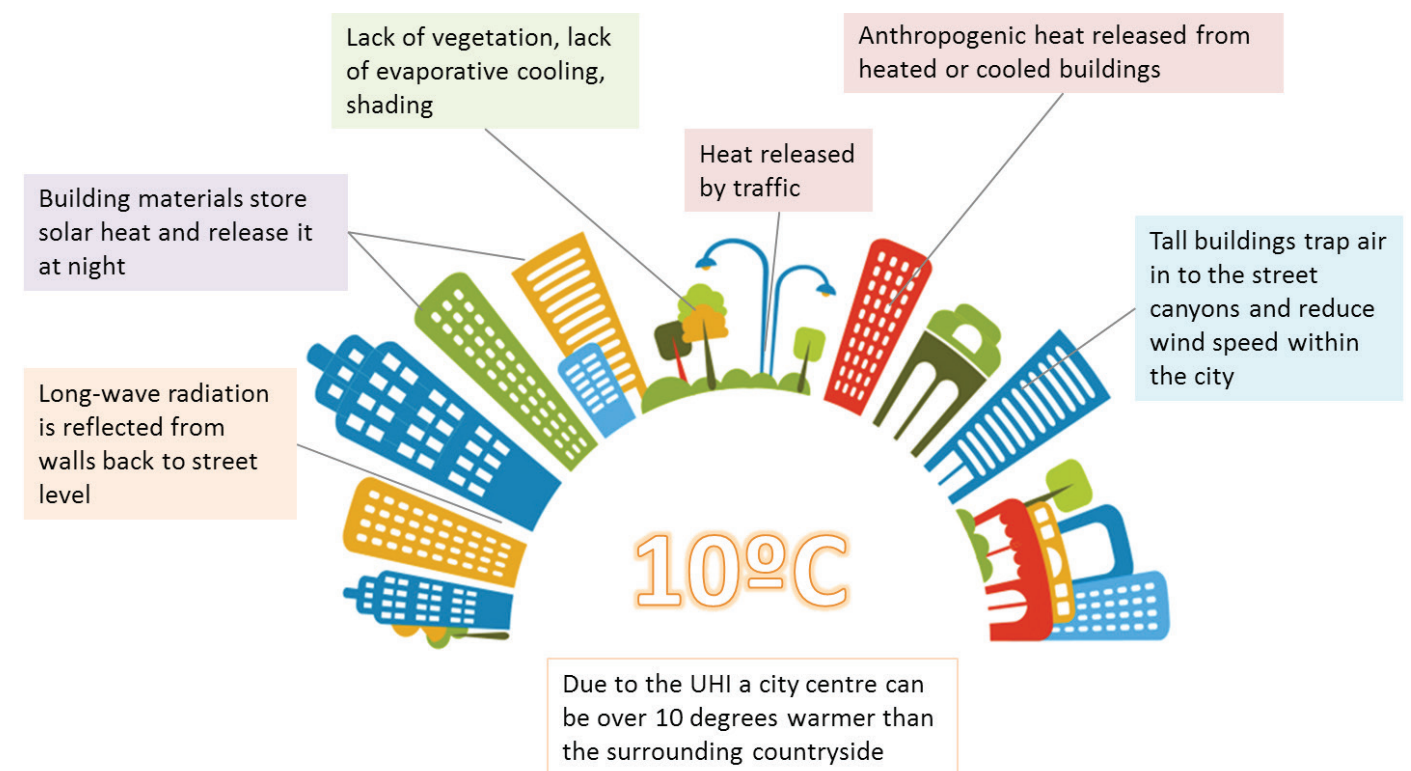 Lack of vegetation, lack
of evaporative cooling,
shading
Anthropogenic heat released from
heated or cooled buildings
Heat released
by traffic
Building materials store
solar heat and release it
at night
Tall buildings trap air
in to the street
canyons and reduce
wind speed within
the city
Long-wave radiation
is reflected from
walls back to street
level
10ºC
Due to the UHI a city centre can
be over 10 degrees warmer than
the surrounding countryside